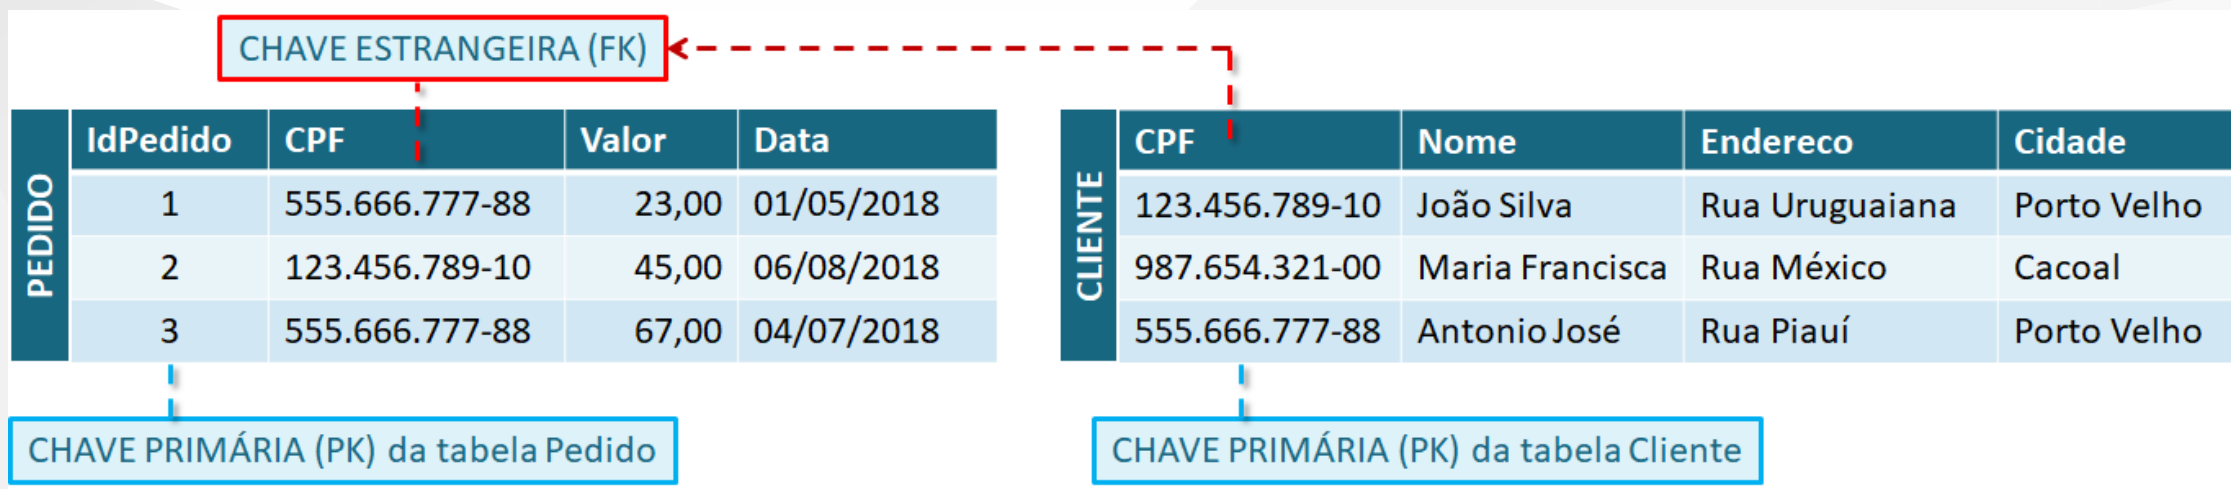 CHAVE ESTRANGEIRA (FK)
PEDIDO
IdPedido CPF Valor Data
1 555.666.777-88 23,00 01/05/2018
2 123.456.789-10 45,00 06/08/2018
3 555.666.777-88 67,00 04/07/2018
CHAVE PRIMÁRIA (PK) da tabela Pedido
CLIENTE
CPF Nome Endereco Cidade
123.456.789-10 João Silva Rua Uruguaiana Porto Velho
987.654.321-00 Maria Francisca Rua México Cacoal
555.666.777-88 Antonio José Rua Piauí Porto Velho
CHAVE PRIMÁRIA (PK) da tabela Cliente